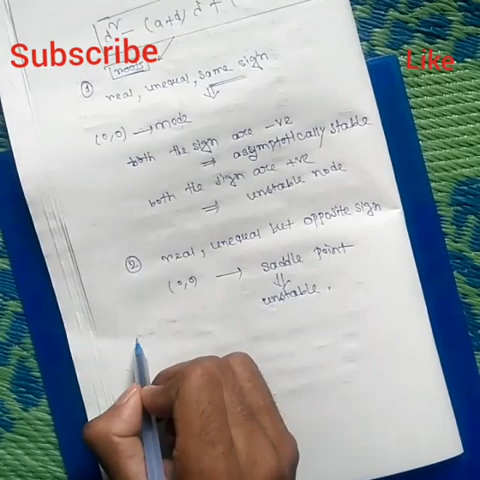 λ² - (a+d) λ + (
Subscribe
Like
roots
① real, unequal, same sign
⇓
(0,0) → node
both the sign are -ve
⇒ asymptotically stable
both the sign are +ve
⇒ unstable node
② real, unequal but opposite sign
(0,0) → saddle point
⇓
unstable.